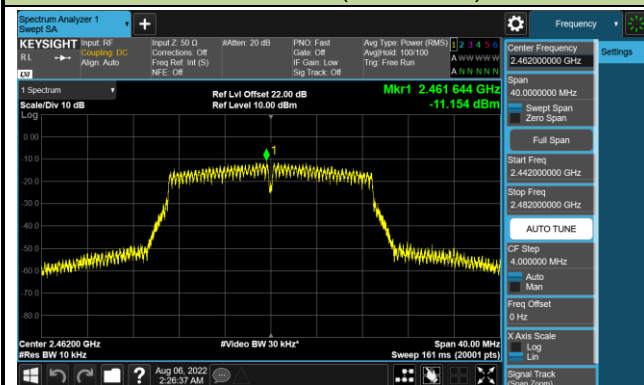 Spectrum Analyzer 1
Swept SA
+
Frequency
KEYSIGHT
Input: RF
Coupling: DC
Align: Auto
Input Z: 50 Ω
Corrections: Off
Freq Ref: Int (S)
NFE: Off
#Atten: 20 dB
PNO: Fast
Gate: Off
IF Gain: Low
Sig Track: Off
Avg Type: Power (RMS)
Avg|Hold: 100/100
Trig: Free Run
1 2 3 4 5 6
A W W W W W
A N N N N N
RL
LXI
1 Spectrum
Scale/Div 10 dB
Log
Ref Lvl Offset 22.00 dB
Ref Level 10.00 dBm
Mkr1 2.461 644 GHz
-11.154 dBm
1
0.00
-10.0
-20.0
-30.0
-40.0
-50.0
-60.0
-70.0
-80.0
Center 2.46200 GHz
#Res BW 10 kHz
#Video BW 30 kHz*
Span 40.00 MHz
Sweep 161 ms (20001 pts)
Center Frequency
2.462000000 GHz
Settings
Span
40.0000000 MHz
Swept Span
Zero Span
Full Span
Start Freq
2.442000000 GHz
Stop Freq
2.482000000 GHz
AUTO TUNE
CF Step
4.000000 MHz
Auto
Man
Freq Offset
0 Hz
X Axis Scale
Log
Lin
Signal Track
(Span Zoom)
?
Aug 06, 2022
2:26:37 AM